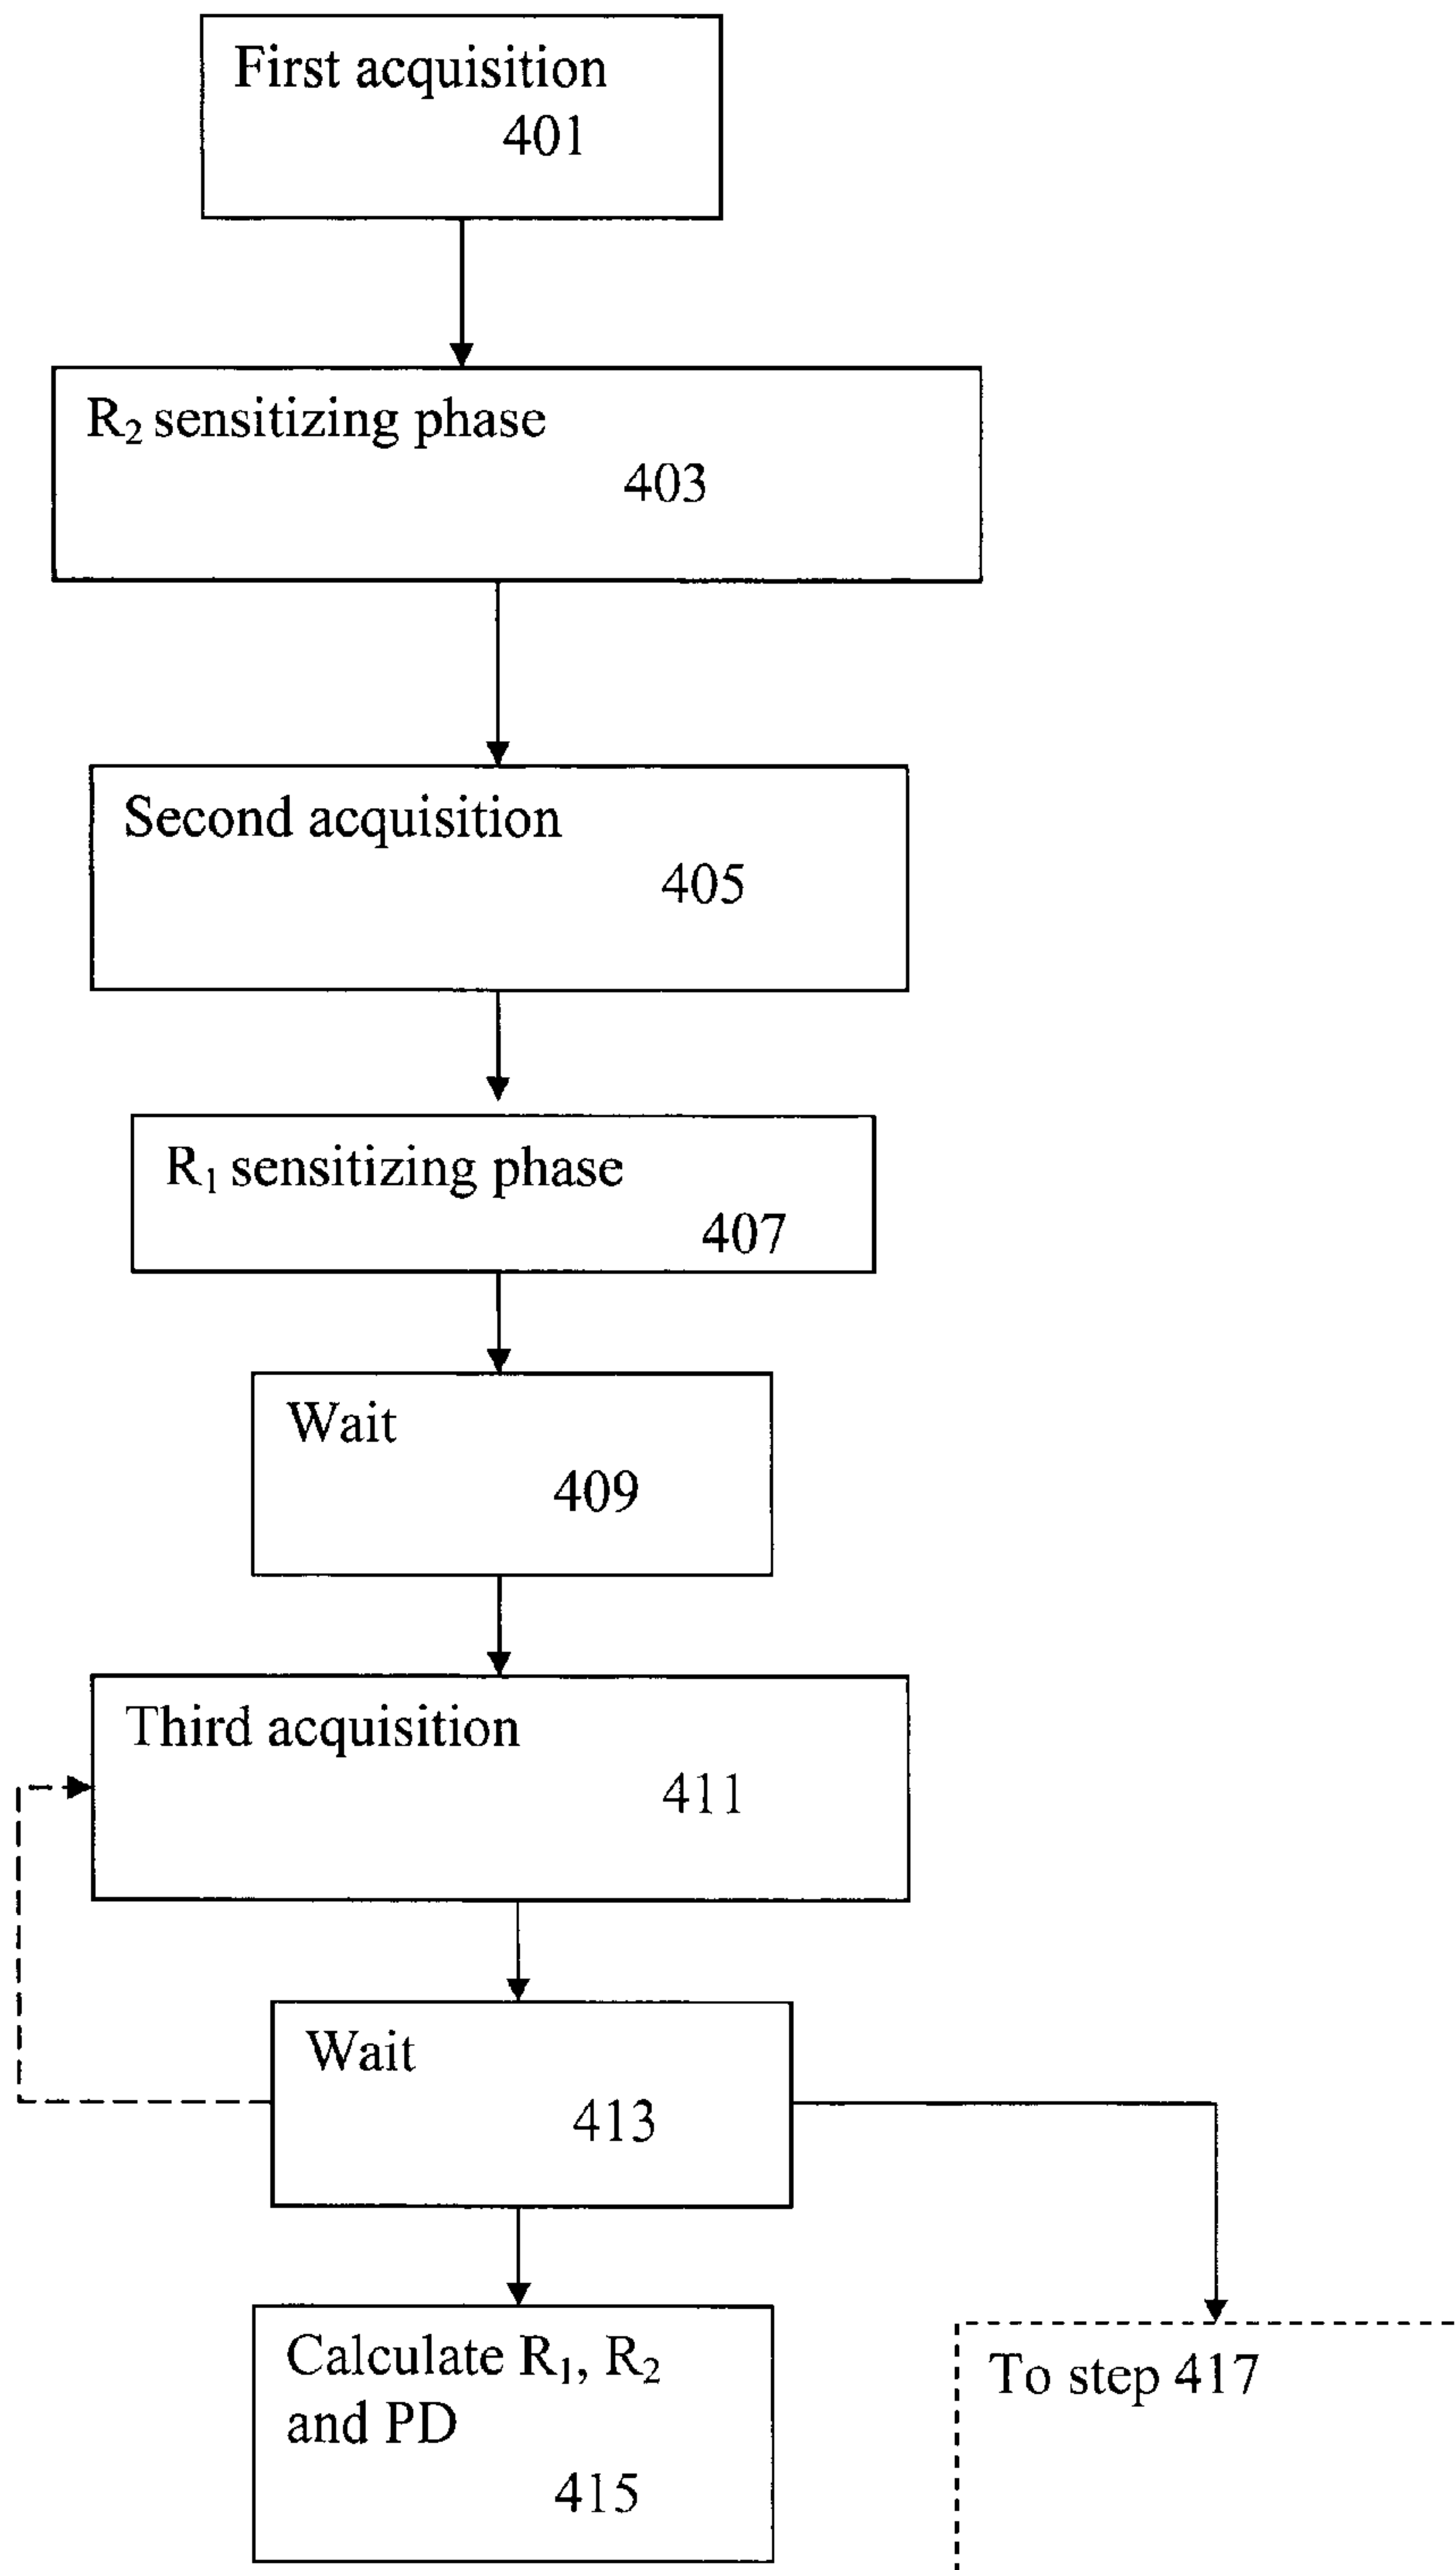 First acquisition
401
R₂ sensitizing phase
403
Second acquisition
405
R₁ sensitizing phase
407
Wait
409
Third acquisition
411
Wait
413
Calculate R₁, R₂
and PD
415
To step 417